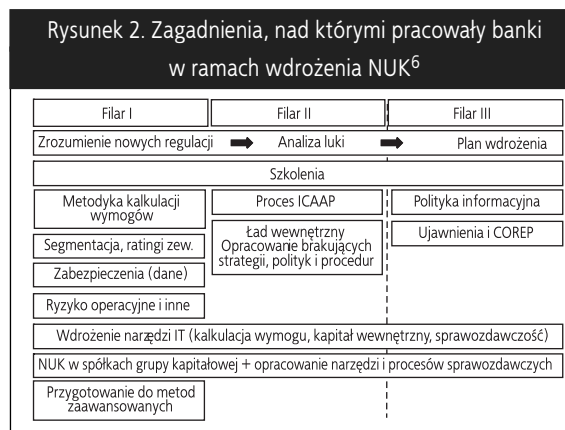 Rysunek 2. Zagadnienia, nad którymi pracowały banki
w ramach wdrożenia NUK6
Filar I
Filar II
Filar III
Zrozumienie nowych regulacji
Analiza luki
Plan wdrożenia
Szkolenia
Metodyka kalkulacji
wymogów
Proces ICAAP
Polityka informacyjna
Segmentacja, ratingi zew.
Ład wewnętrzny
Opracowanie brakujących
strategii, polityk i procedur
Ujawnienia i COREP
Zabezpieczenia (dane)
Ryzyko operacyjne i inne
Wdrożenie narzędzi IT (kalkulacja wymogu, kapitał wewnętrzny, sprawozdawczość)
NUK w spółkach grupy kapitałowej + opracowanie narzędzi i procesów sprawozdawczych
Przygotowanie do metod
zaawansowanych